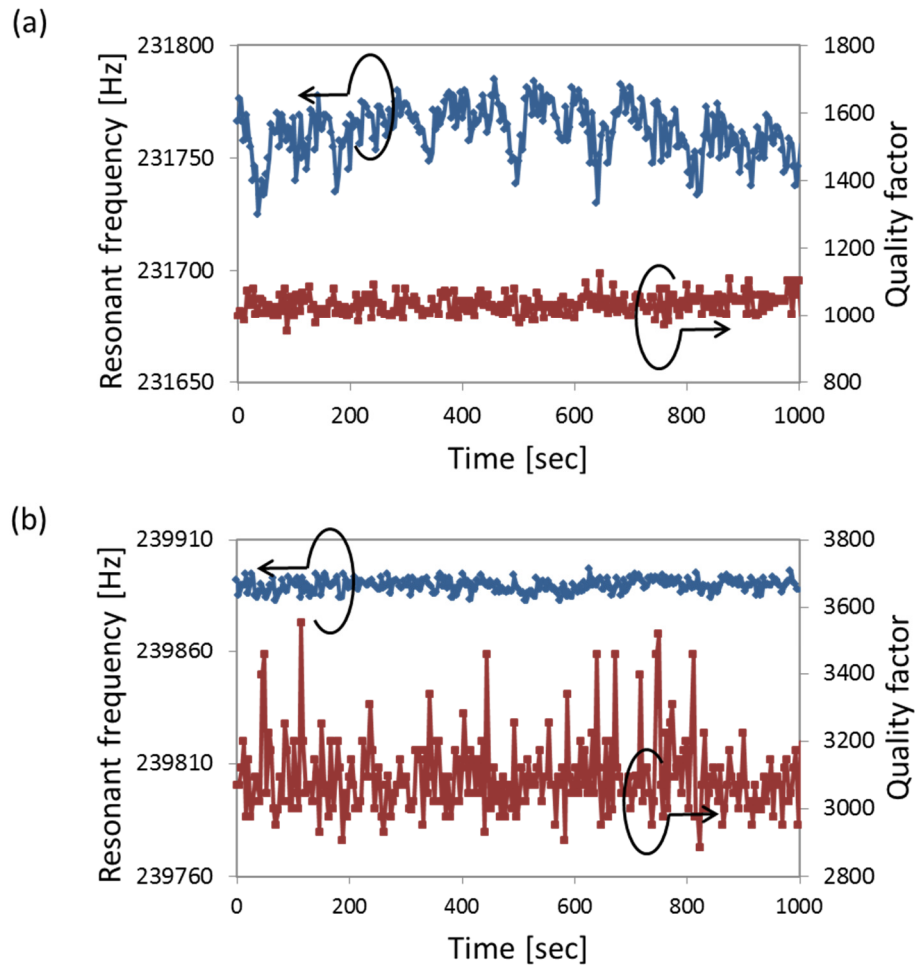 (a)
231800
231750
231700
231650
Resonant frequency [Hz]
1800
1600
1400
1200
1000
800
Quality factor
0 200 400 600 800 1000
Time [sec]
(b)
239910
239860
239810
239760
Resonant frequency [Hz]
3800
3600
3400
3200
3000
2800
Quality factor
0 200 400 600 800 1000
Time [sec]